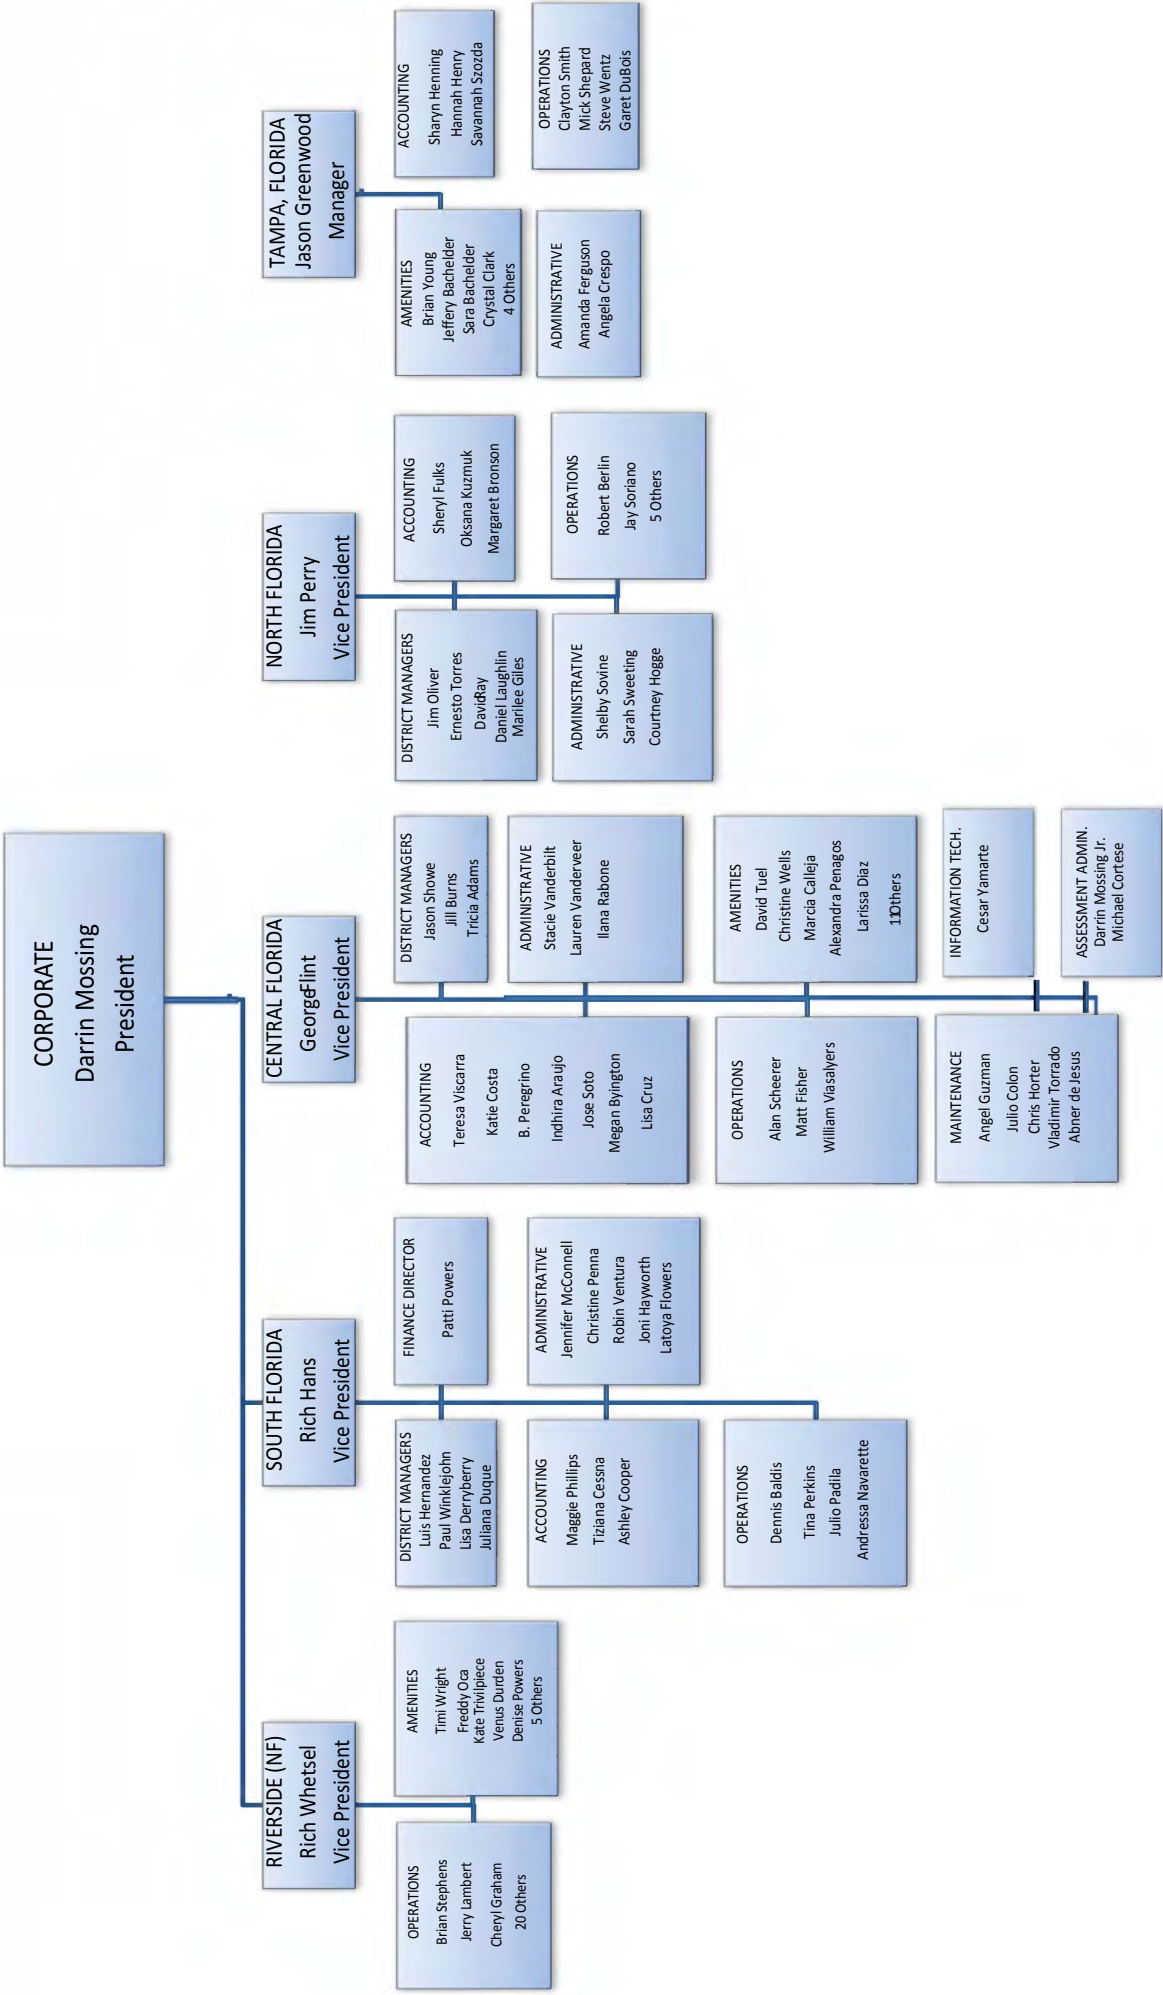 CORPORATE
Darrin Mossing
President
RIVERSIDE (NF)
Rich Whetsel
Vice President
OPERATIONS
Brian Stephens
Jerry Lambert
Cheryl Graham
20 Others
AMENITIES
Timi Wright
Freddy Oca
Kate Trivilpiece
Venus Durden
Denise Powers
5 Others
SOUTH FLORIDA
Rich Hans
Vice President
DISTRICT MANAGERS
Luis Hernandez
Paul Winklejohn
Lisa Derryberry
Juliana Duque
FINANCE DIRECTOR
Patti Powers
ACCOUNTING
Maggie Phillips
Tiziana Cessna
Ashley Cooper
ADMINISTRATIVE
Jennifer McConnell
Christine Penna
Robin Ventura
Joni Hayworth
Latoya Flowers
OPERATIONS
Dennis Baldis
Tina Perkins
Julio Padila
Andressa Navarette
CENTRAL FLORIDA
George Flint
Vice President
ACCOUNTING
Teresa Viscarra
Katie Costa
B. Peregrino
Indhira Araujo
Jose Soto
Megan Byington
Lisa Cruz
DISTRICT MANAGERS
Jason Showe
Jill Burns
Tricia Adams
ADMINISTRATIVE
Stacie Vanderbilt
Lauren Vanderveer
Ilana Rabone
OPERATIONS
Alan Scheerer
Matt Fisher
William Viasalyers
AMENITIES
David Tuel
Christine Wells
Marcia Calleja
Alexandra Penagos
Larissa Diaz
11 Others
MAINTENANCE
Angel Guzman
Julio Colon
Chris Horter
Vladimir Torrado
Abner de Jesus
INFORMATION TECH.
Cesar Yamarte
ASSESSMENT ADMIN.
Darrin Mossing Jr.
Michael Cortese
NORTH FLORIDA
Jim Perry
Vice President
DISTRICT MANAGERS
Jim Oliver
Ernesto Torres
David Ray
Daniel Laughlin
Marilee Giles
ACCOUNTING
Sheryl Fulks
Oksana Kuzmuk
Margaret Bronson
ADMINISTRATIVE
Shelby Sovine
Sarah Sweeting
Courtney Hogge
OPERATIONS
Robert Berlin
Jay Soriano
5 Others
TAMPA, FLORIDA
Jason Greenwood
Manager
AMENITIES
Brian Young
Jeffery Bachelder
Sara Bachelder
Crystal Clark
4 Others
ACCOUNTING
Sharyn Henning
Hannah Henry
Savannah Szozda
ADMINISTRATIVE
Amanda Ferguson
Angela Crespo
OPERATIONS
Clayton Smith
Mick Shepard
Steve Wentz
Garet DuBois